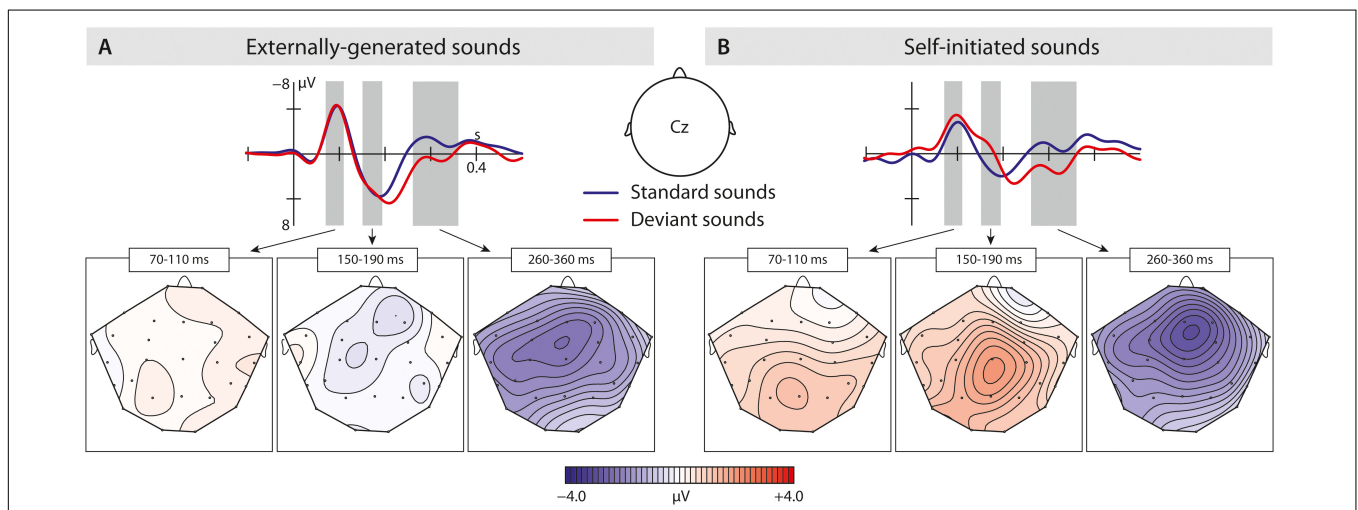 A Externally-generated sounds
B Self-initiated sounds
−8 μV
s
0.4
8
Cz
Standard sounds
Deviant sounds
70-110 ms
150-190 ms
260-360 ms
70-110 ms
150-190 ms
260-360 ms
−4.0 μV +4.0